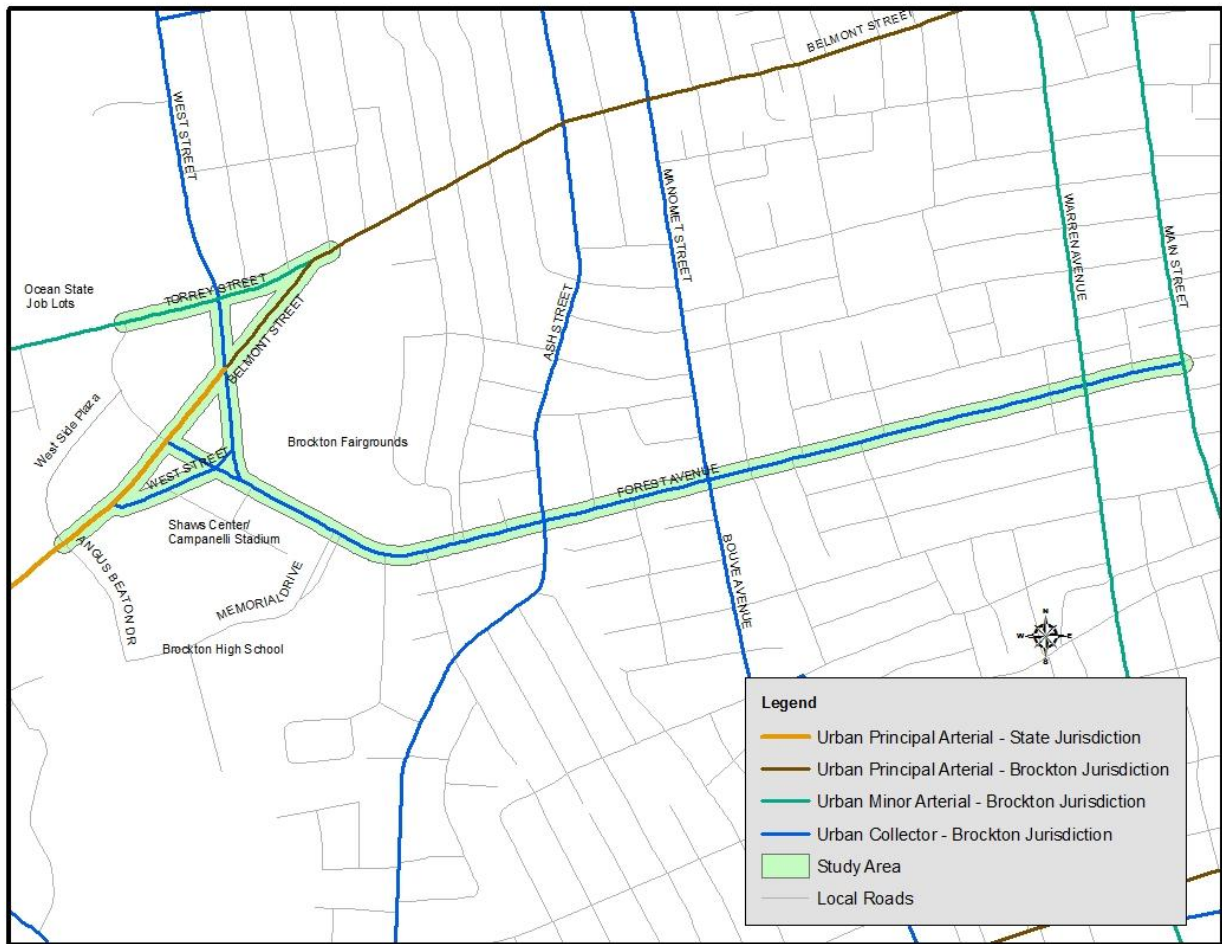 BELMONT STREET
WEST STREET
MANOMET STREET
WARREN AVENUE
MAIN STREET
TORREY STREET
Ocean State
Job Lots
BELMONT STREET
ASH STREET
West Side Plaza
Brockton Fairgrounds
WEST STREET
FOREST AVENUE
Shaws Center/
Campanelli Stadium
ANGUS BEATON DR
MEMORIAL DRIVE
BOUVE AVENUE
Brockton High School
N
W
E
S
Legend
Urban Principal Arterial - State Jurisdiction
Urban Principal Arterial - Brockton Jurisdiction
Urban Minor Arterial - Brockton Jurisdiction
Urban Collector - Brockton Jurisdiction
Study Area
Local Roads